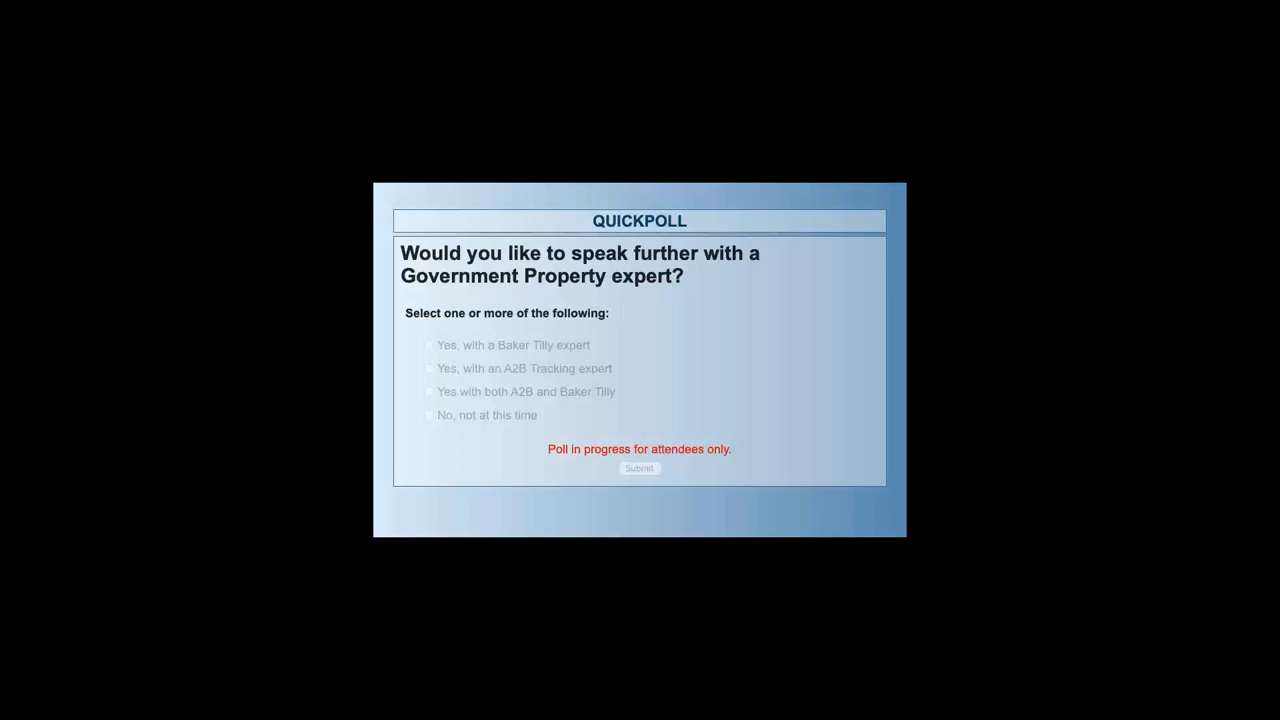 QUICKPOLL
Would you like to speak further with a
Government Property expert?
Select one or more of the following:
Yes, with a Baker Tilly expert
Yes, with an A2B Tracking expert
Yes with both A2B and Baker Tilly
No, not at this time
Poll in progress for attendees only.
Submit